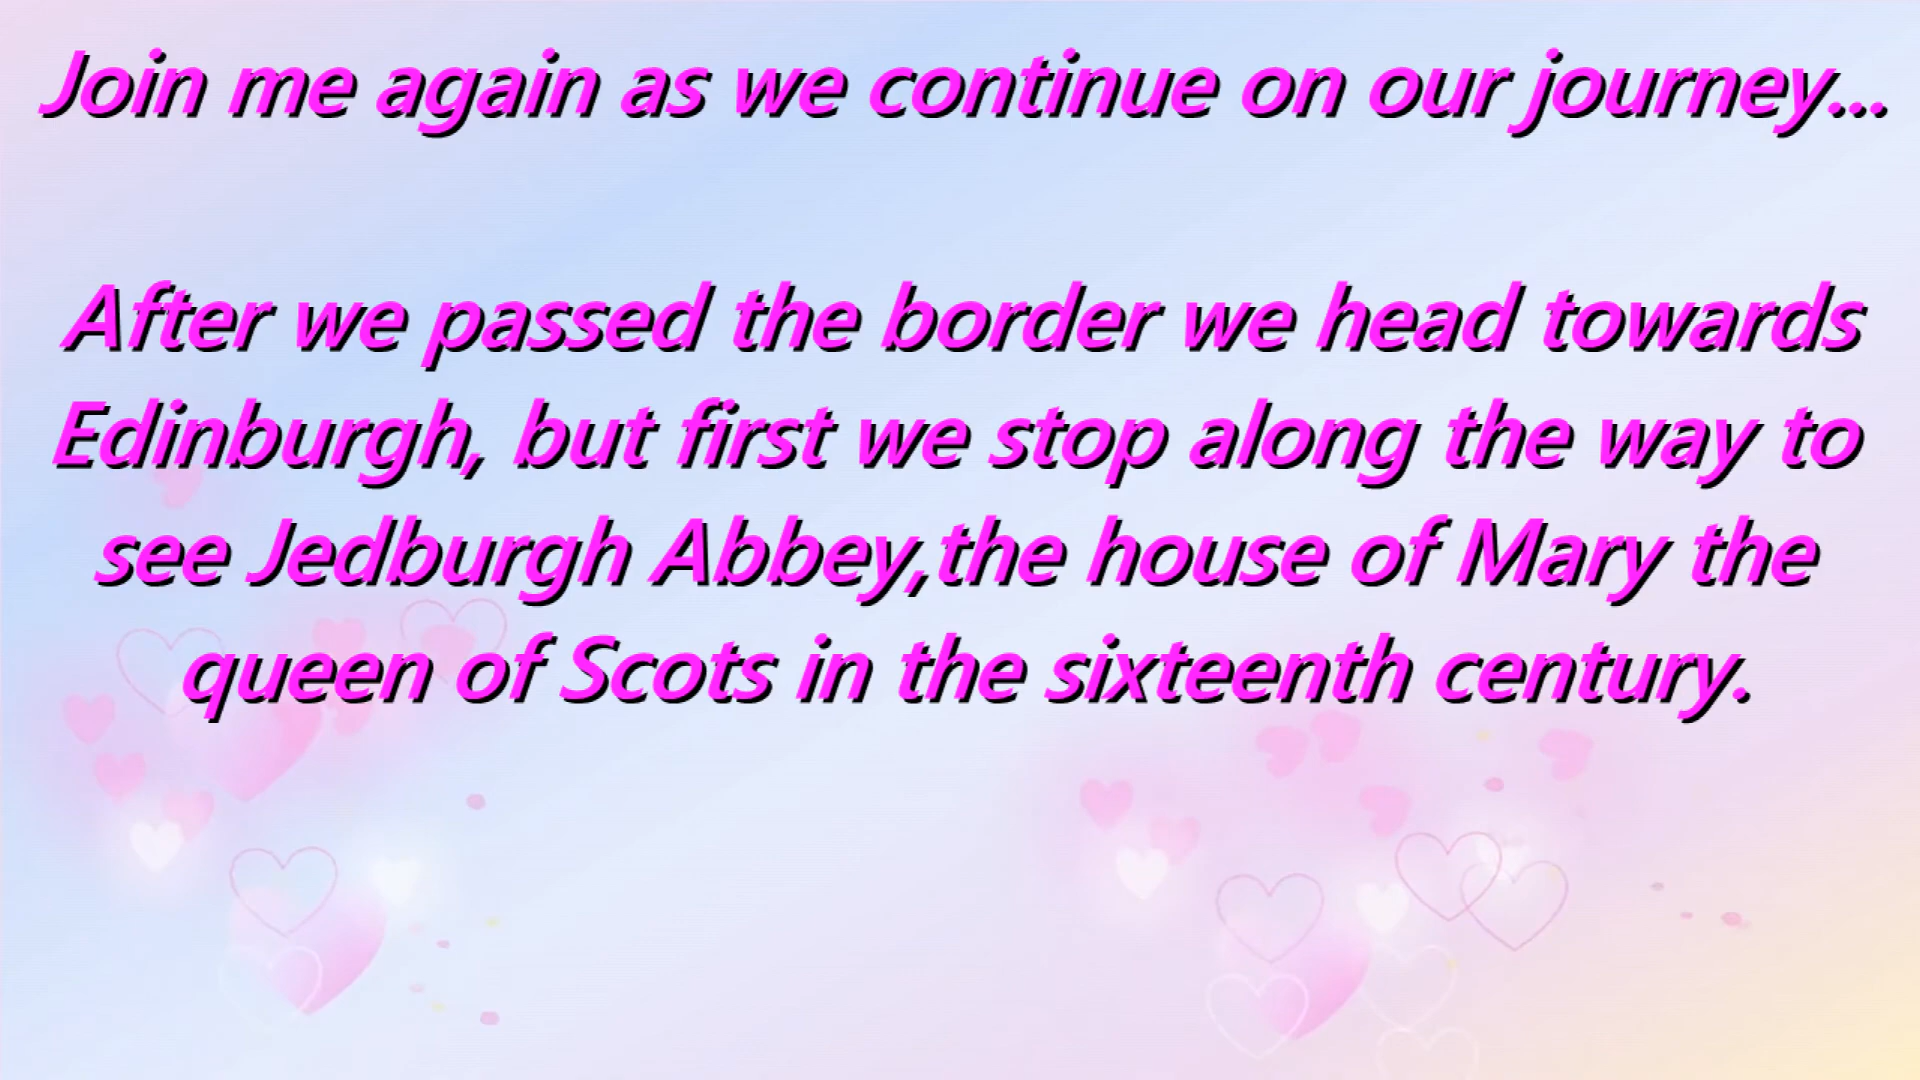 Join me again as we continue on our journey...
After we passed the border we head towards
Edinburgh, but first we stop along the way to
see Jedburgh Abbey,the house of Mary the
queen of Scots in the sixteenth century.